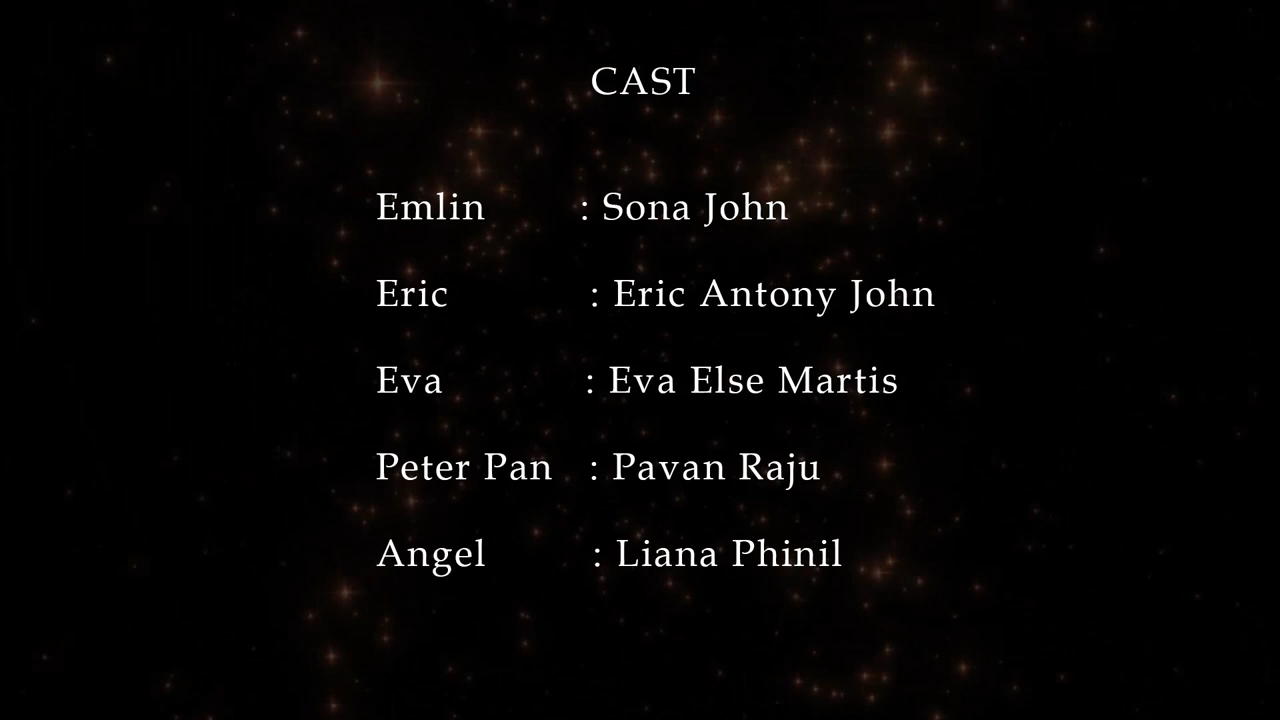 CAST
Emlin : Sona John
Eric : Eric Antony John
Eva : Eva Else Martis
Peter Pan : Pavan Raju
Angel : Liana Phinil